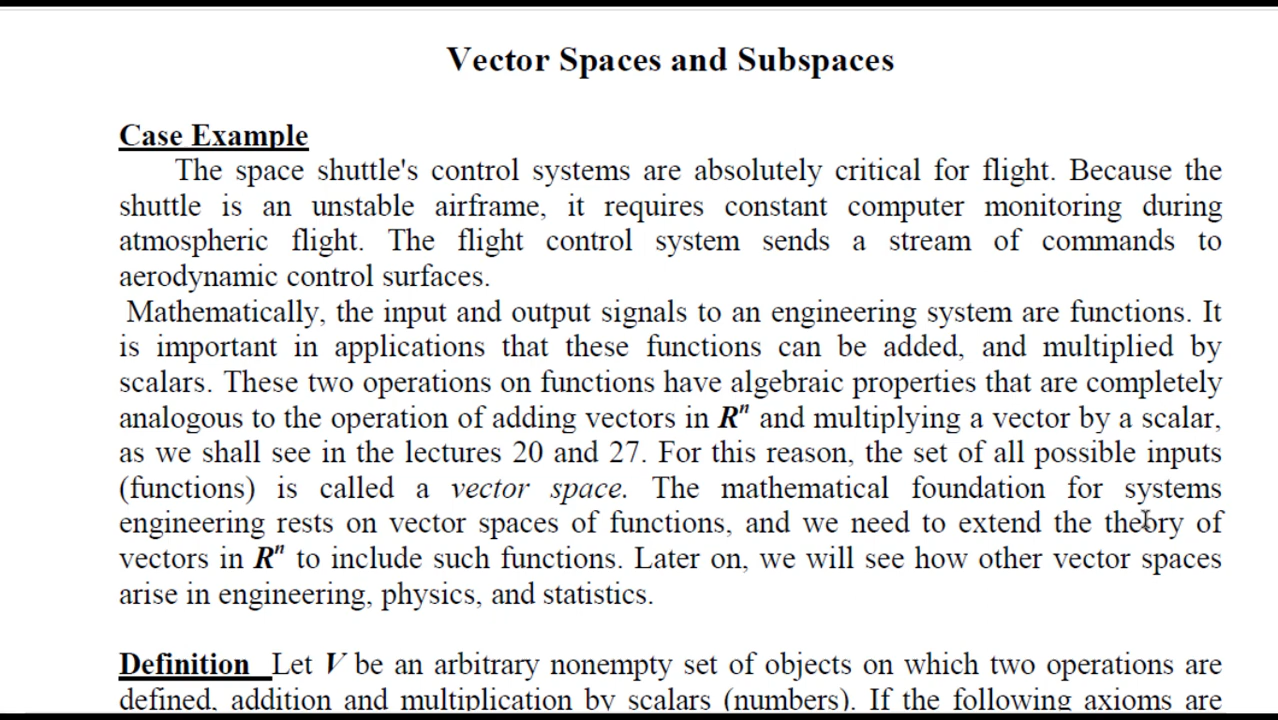 Vector Spaces and Subspaces
Case Example
The space shuttle's control systems are absolutely critical for flight. Because the
shuttle is an unstable airframe, it requires constant computer monitoring during
atmospheric flight. The flight control system sends a stream of commands to
aerodynamic control surfaces.
Mathematically, the input and output signals to an engineering system are functions. It
is important in applications that these functions can be added, and multiplied by
scalars. These two operations on functions have algebraic properties that are completely
analogous to the operation of adding vectors in Rⁿ and multiplying a vector by a scalar,
as we shall see in the lectures 20 and 27. For this reason, the set of all possible inputs
(functions) is called a vector space. The mathematical foundation for systems
engineering rests on vector spaces of functions, and we need to extend the theory of
vectors in Rⁿ to include such functions. Later on, we will see how other vector spaces
arise in engineering, physics, and statistics.
Definition Let V be an arbitrary nonempty set of objects on which two operations are
defined, addition and multiplication by scalars (numbers). If the following axioms are